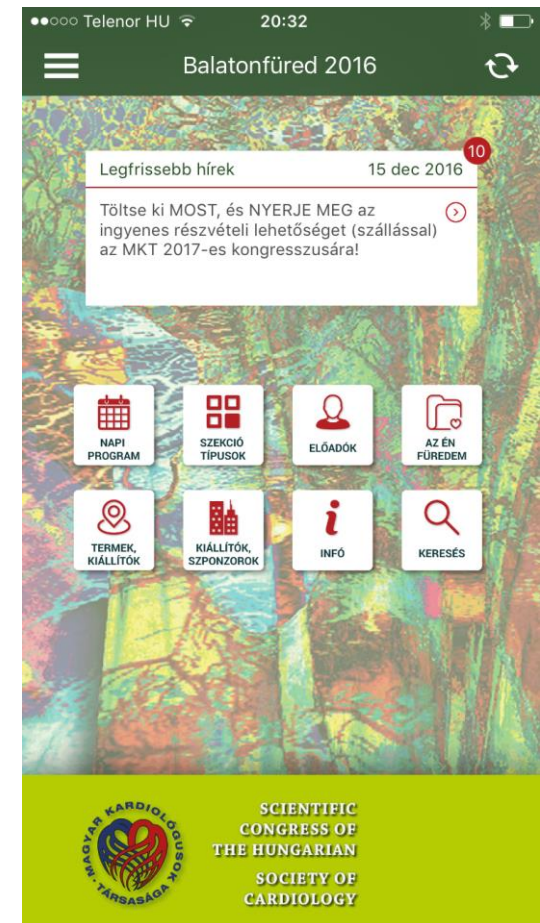 Telenor HU 20:32
Balatonfüred 2016
10
Legfrissebb hírek 15 dec 2016
Töltse ki MOST, és NYERJE MEG az
ingyenes részvételi lehetőséget (szállással)
az MKT 2017-es kongresszusára!
NAPI
PROGRAM
SZEKCIÓ
TÍPUSOK
ELŐADÓK
AZ ÉN
FÜREDEM
TERMEK,
KIÁLLÍTÓK
KIÁLLÍTÓK,
SZPONZOROK
INFÓ
KERESÉS
MAGYAR KARDIOLÓGUSOK TÁRSASÁGA
SCIENTIFIC
CONGRESS OF
THE HUNGARIAN
SOCIETY OF
CARDIOLOGY